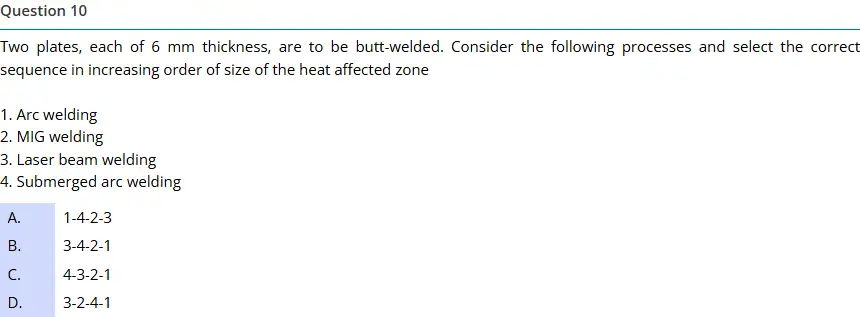 Question 10
Two plates, each of 6 mm thickness, are to be butt-welded. Consider the following processes and select the correct
sequence in increasing order of size of the heat affected zone
1. Arc welding
2. MIG welding
3. Laser beam welding
4. Submerged arc welding
A. 1-4-2-3
B. 3-4-2-1
C. 4-3-2-1
D. 3-2-4-1